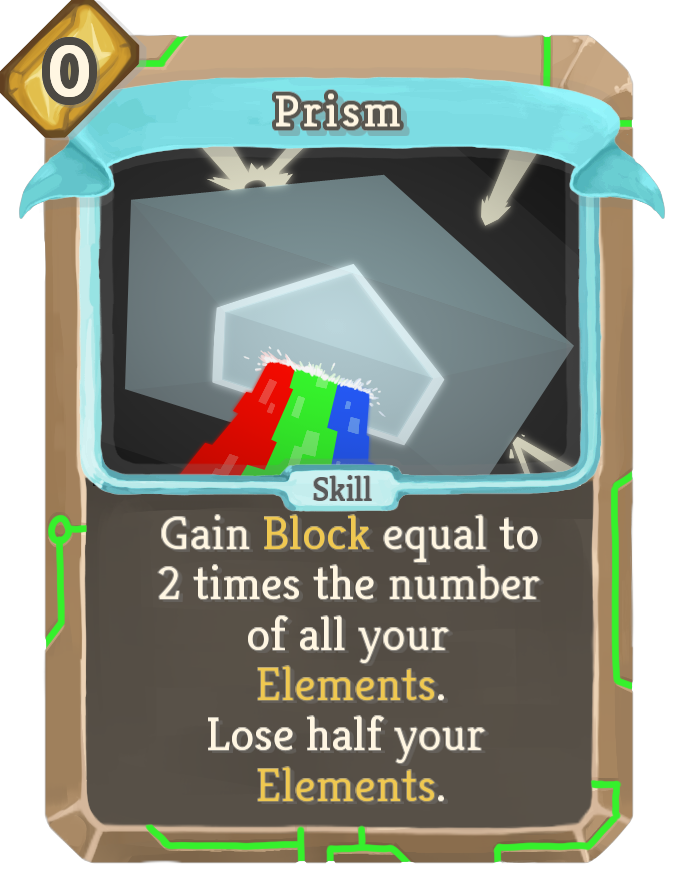 0
Prism
Skill
Gain Block equal to
2 times the number
of all your
Elements.
Lose half your
Elements.